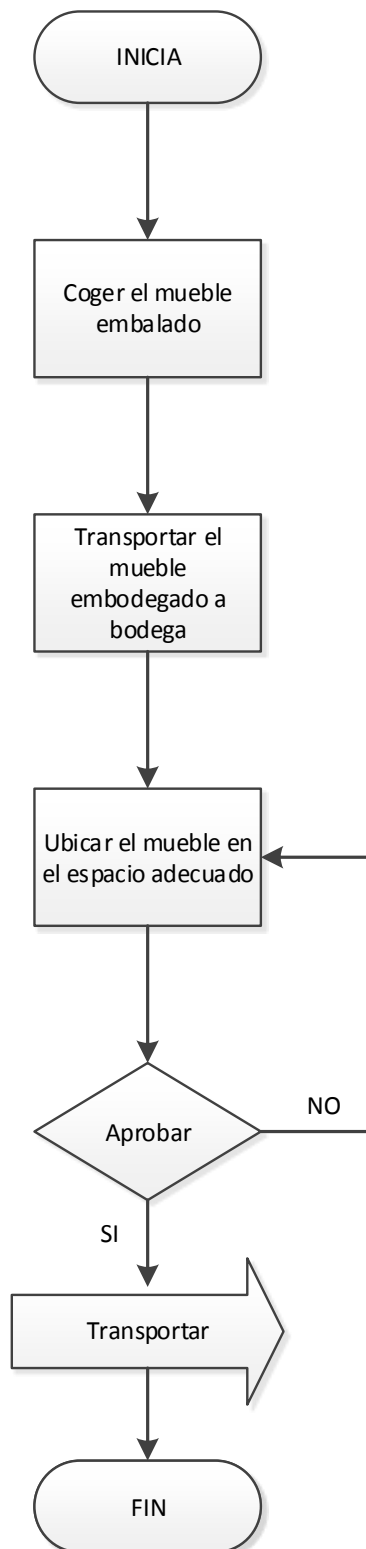 INICIA
Coger el mueble
embalado
Transportar el
mueble
embodegado a
bodega
Ubicar el mueble en
el espacio adecuado
Aprobar
NO
SI
Transportar
FIN